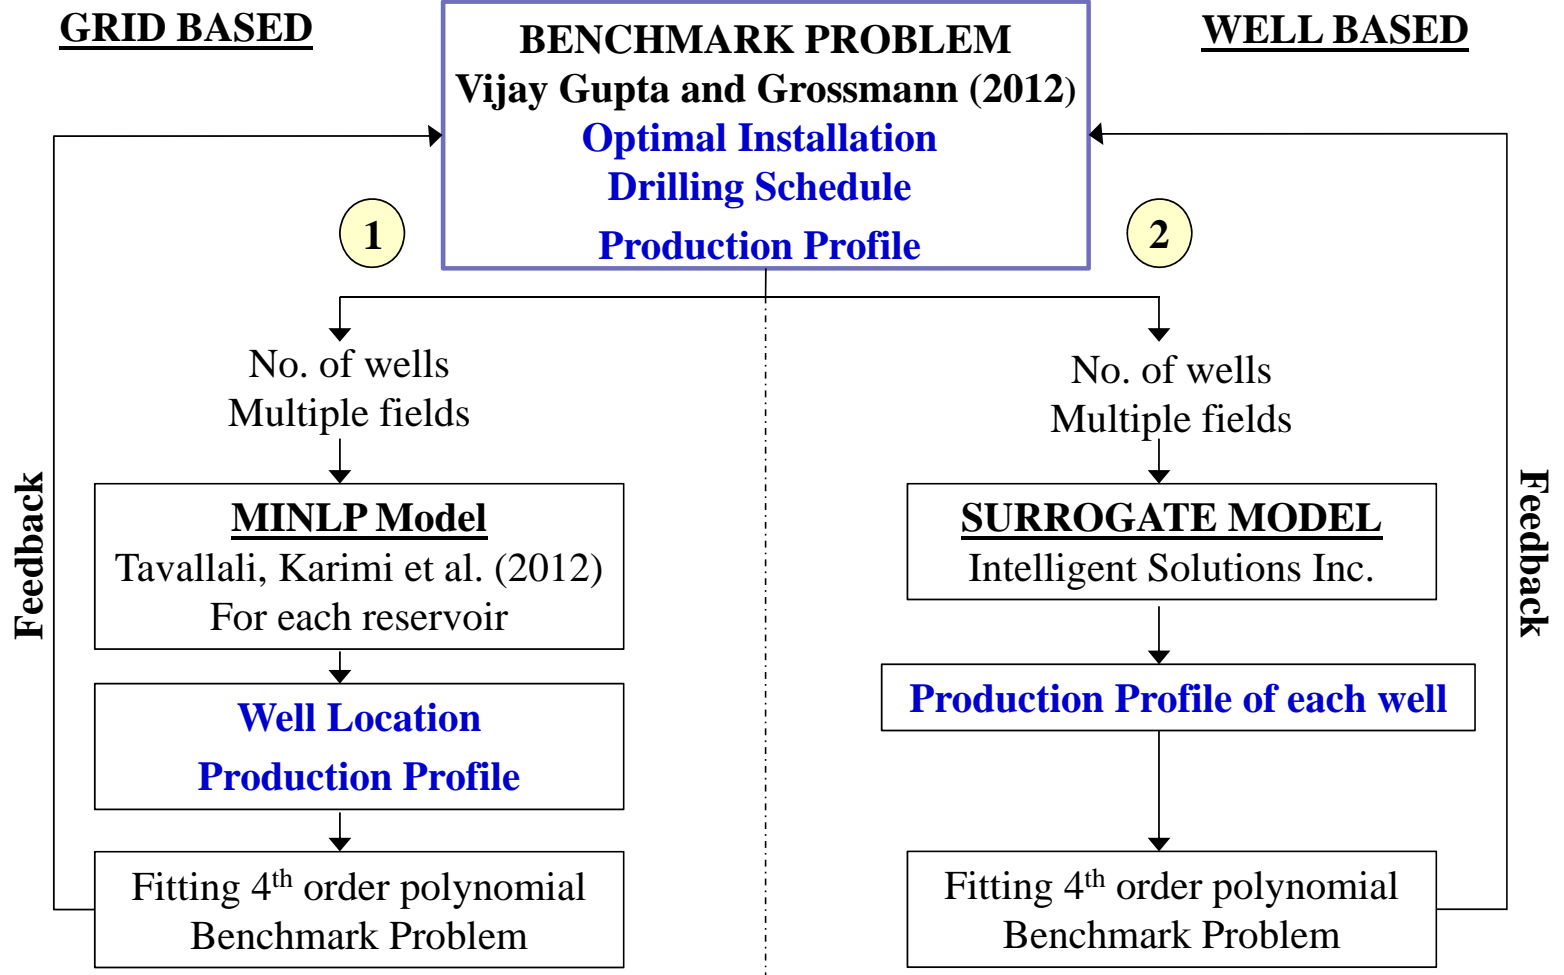 GRID BASED
BENCHMARK PROBLEM
Vijay Gupta and Grossmann (2012)
Optimal Installation
Drilling Schedule
Production Profile
WELL BASED
1
2
No. of wells
Multiple fields
MINLP Model
Tavallali, Karimi et al. (2012)
For each reservoir
Well Location
Production Profile
Fitting 4th order polynomial
Benchmark Problem
Feedback
No. of wells
Multiple fields
SURROGATE MODEL
Intelligent Solutions Inc.
Production Profile of each well
Fitting 4th order polynomial
Benchmark Problem
Feedback